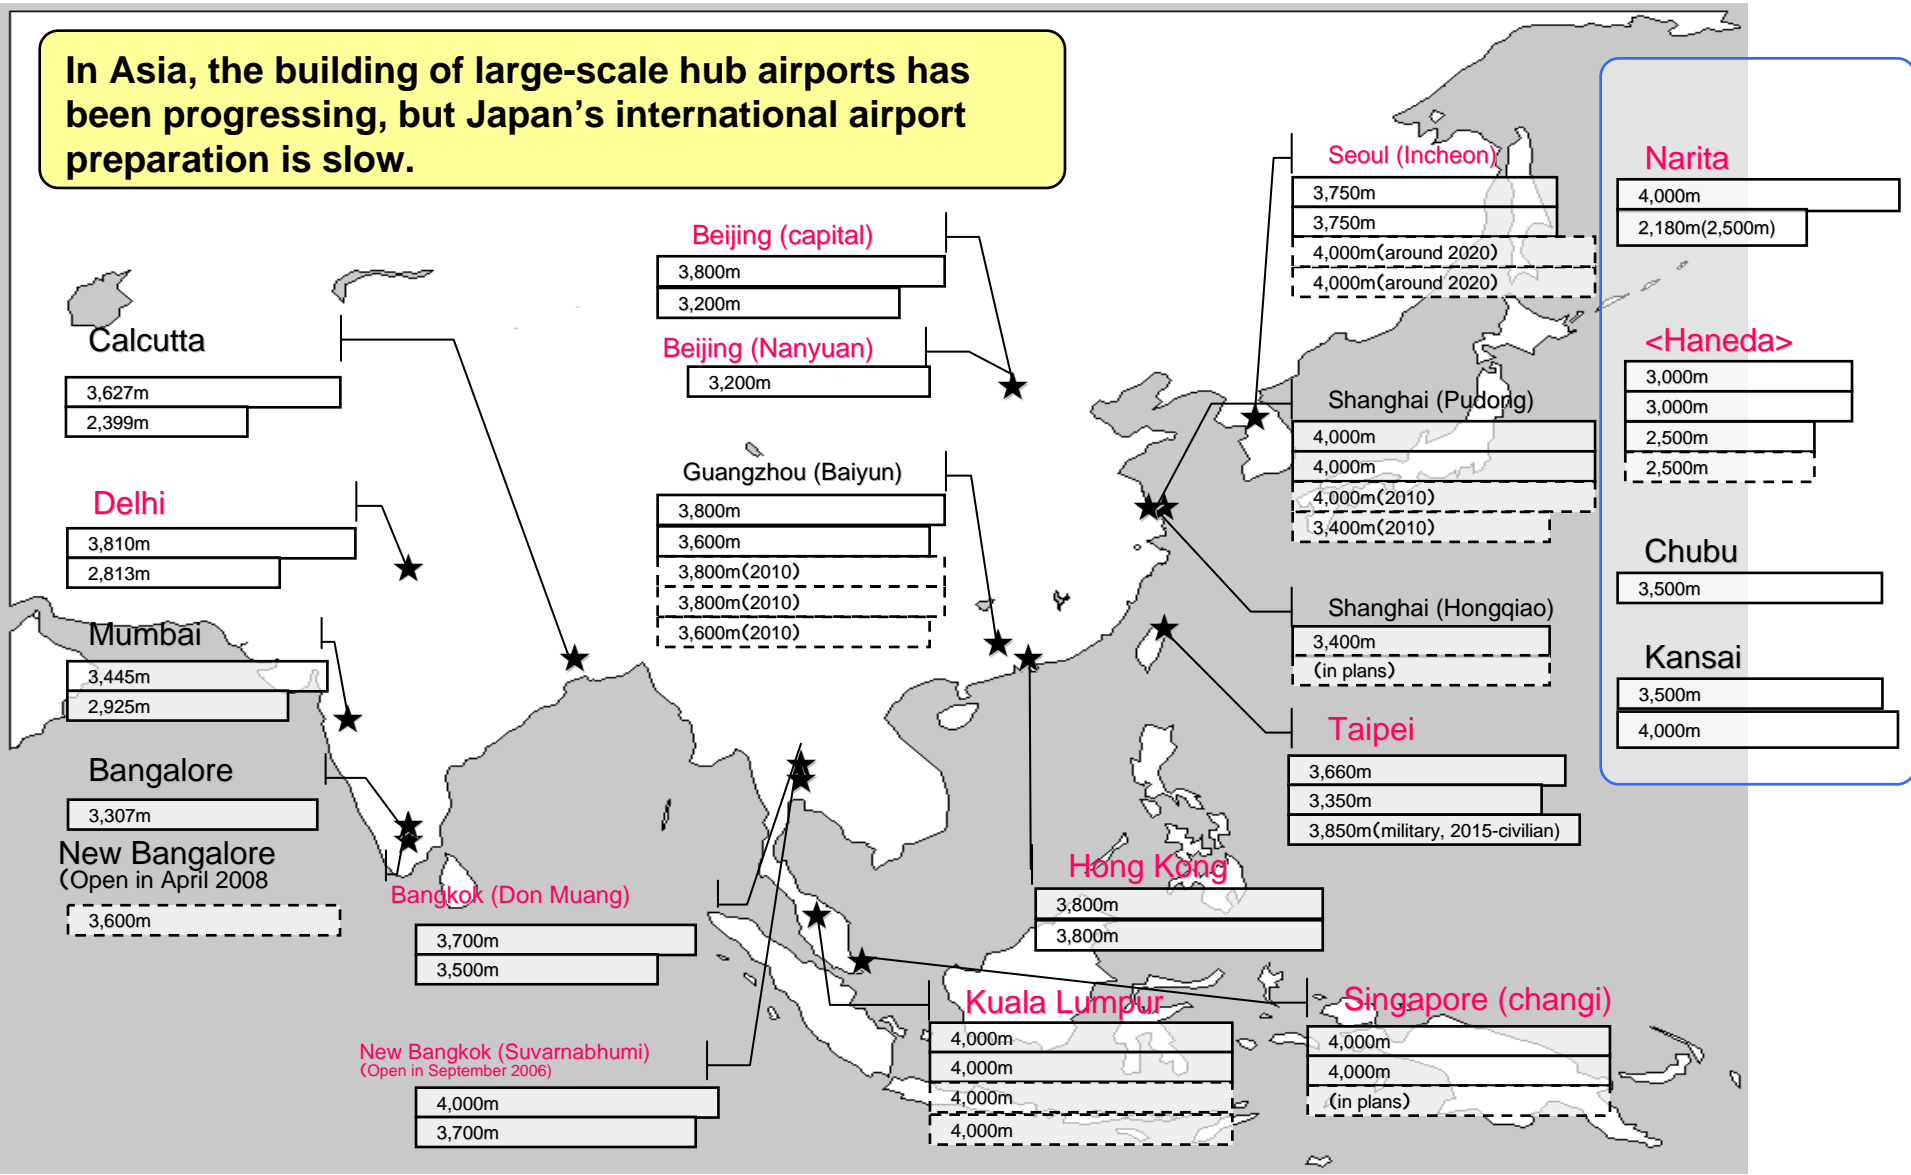 In Asia, the building of large-scale hub airports has
been progressing, but Japan's international airport
preparation is slow.
Calcutta
3,627m
2,399m
Delhi
3,810m
2,813m
Mumbai
3,445m
2,925m
Bangalore
3,307m
New Bangalore
(Open in April 2008
3,600m
Beijing (capital)
3,800m
3,200m
Beijing (Nanyuan)
3,200m
Guangzhou (Baiyun)
3,800m
3,600m
3,800m(2010)
3,800m(2010)
3,600m(2010)
Bangkok (Don Muang)
3,700m
3,500m
New Bangkok (Suvarnabhumi)
(Open in September 2006)
4,000m
3,700m
Kuala Lumpur
4,000m
4,000m
4,000m
4,000m
Hong Kong
3,800m
3,800m
Seoul (Incheon)
3,750m
3,750m
4,000m(around 2020)
4,000m(around 2020)
Shanghai (Pudong)
4,000m
4,000m
4,000m(2010)
3,400m(2010)
Shanghai (Hongqiao)
3,400m
(in plans)
Taipei
3,660m
3,350m
3,850m(military, 2015-civilian)
Singapore (changi)
4,000m
4,000m
(in plans)
Narita
4,000m
2,180m(2,500m)
<Haneda>
3,000m
3,000m
2,500m
2,500m
Chubu
3,500m
Kansai
3,500m
4,000m